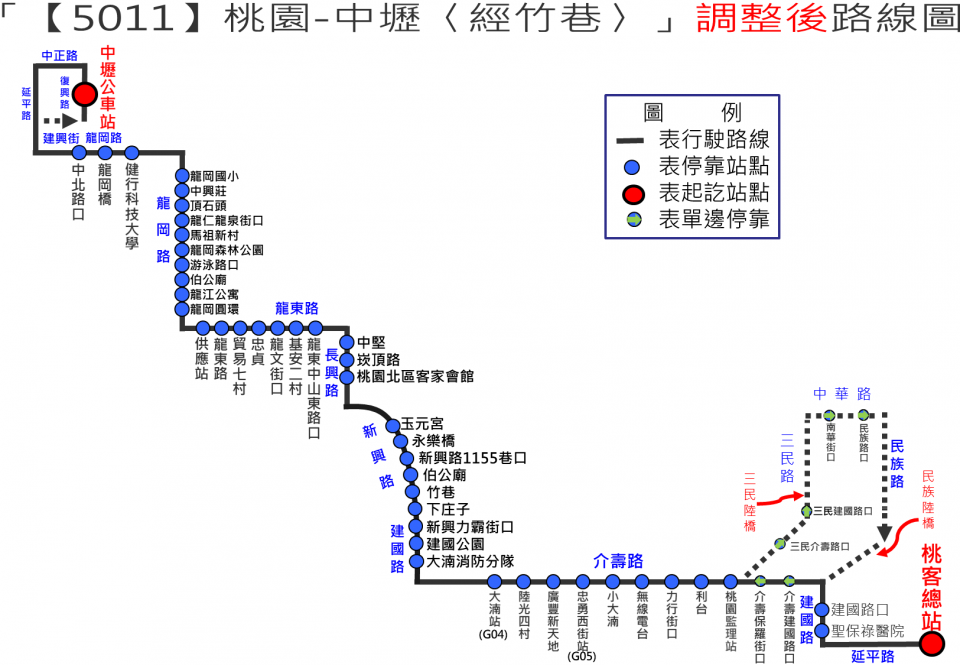 「【5011】桃園-中壢〈經竹巷〉」調整後路線圖
中正路
中壢公車站
復興路
延平路
建興街
龍岡路
中北路口
龍岡橋
健行科技大學
圖 例
表行駛路線
表停靠站點
表起訖站點
表單邊停靠
龍岡路
龍岡國小
中興莊
頂石頭
龍仁龍泉街口
馬祖新村
龍岡森林公園
游泳路口
伯公廟
龍江公寓
龍岡圓環
龍東路
供應站
龍東路
貿易七村
忠貞
龍文街口
基安二村
龍東中山東路口
長興路
中堅
崁頂路
桃園北區客家會館
新興路
玉元宮
永樂橋
新興路1155巷口
伯公廟
竹巷
下庄子
新興力霸街口
建國公園
大湳消防分隊
建國路
介壽路
大湳站
(G04)
陸光四村
廣豐新天地
忠勇西街站
(G05)
小大湳
無線電台
力行街口
利台
桃園監理站
介壽保羅街口
介壽建國路口
中華路
南華街口
民族路口
三民路
三民陸橋
三民建國路口
三民介壽路口
民族路
民族陸橋
建國路
建國路口
聖保祿醫院
延平路
桃客總站